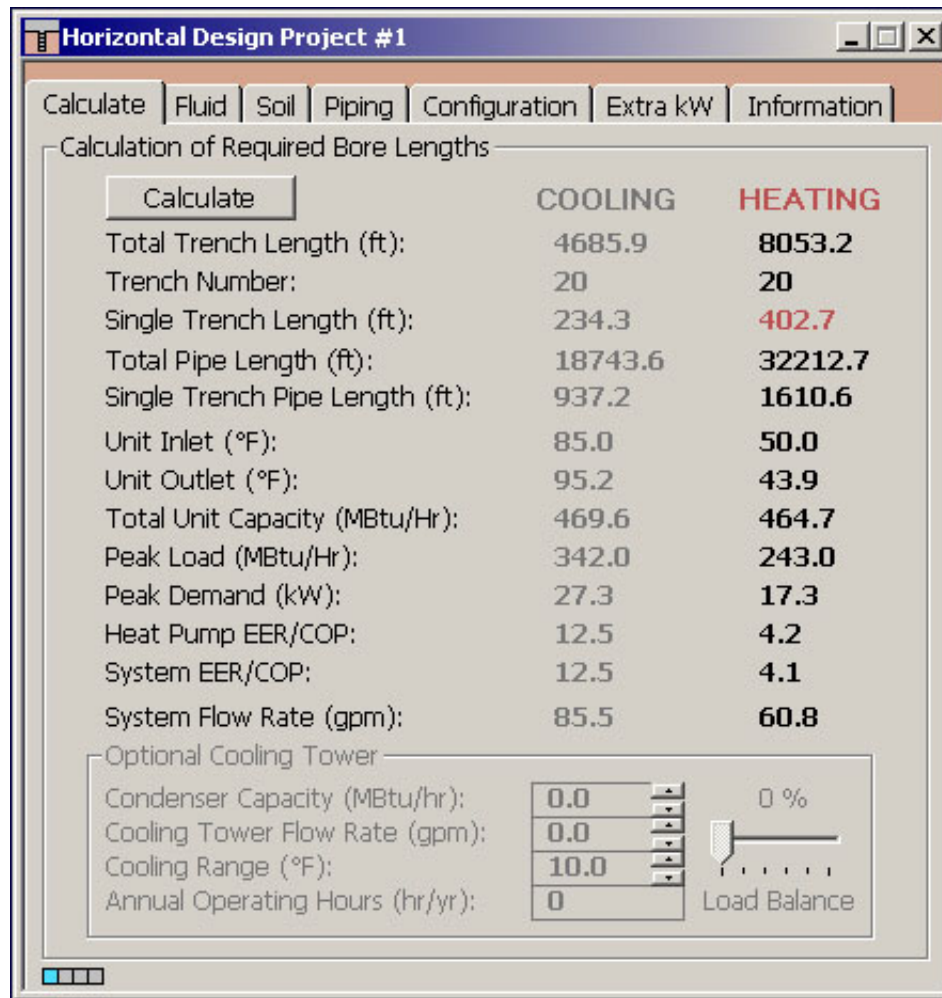 Horizontal Design Project #1
Calculate Fluid Soil Piping Configuration Extra kW Information
Calculation of Required Bore Lengths
Calculate COOLING HEATING
Total Trench Length (ft): 4685.9 8053.2
Trench Number: 20 20
Single Trench Length (ft): 234.3 402.7
Total Pipe Length (ft): 18743.6 32212.7
Single Trench Pipe Length (ft): 937.2 1610.6
Unit Inlet (°F): 85.0 50.0
Unit Outlet (°F): 95.2 43.9
Total Unit Capacity (MBtu/Hr): 469.6 464.7
Peak Load (MBtu/Hr): 342.0 243.0
Peak Demand (kW): 27.3 17.3
Heat Pump EER/COP: 12.5 4.2
System EER/COP: 12.5 4.1
System Flow Rate (gpm): 85.5 60.8
Optional Cooling Tower
Condenser Capacity (MBtu/hr): 0.0 0 %
Cooling Tower Flow Rate (gpm): 0.0
Cooling Range (°F): 10.0
Annual Operating Hours (hr/yr): 0 Load Balance